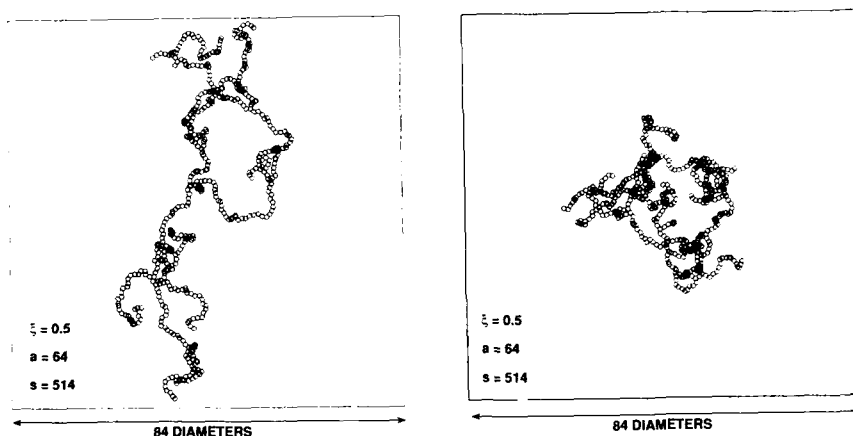 ξ = 0.5
a = 64
s = 514
84 DIAMETERS
ξ = 0.5
a = 64
s = 514
84 DIAMETERS